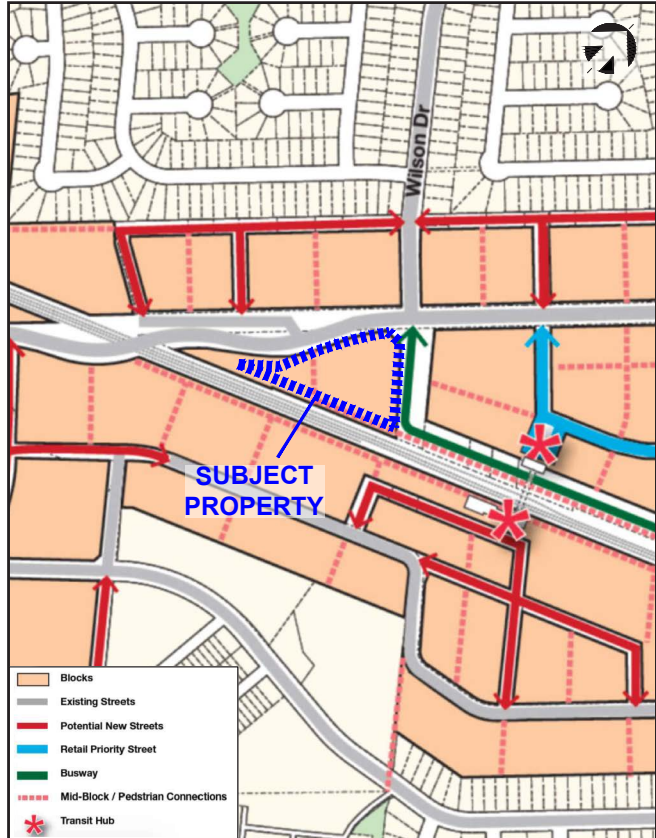 Wilson Dr
SUBJECT
PROPERTY
Blocks
Existing Streets
Potential New Streets
Retail Priority Street
Busway
Mid-Block / Pedstrian Connections
Transit Hub